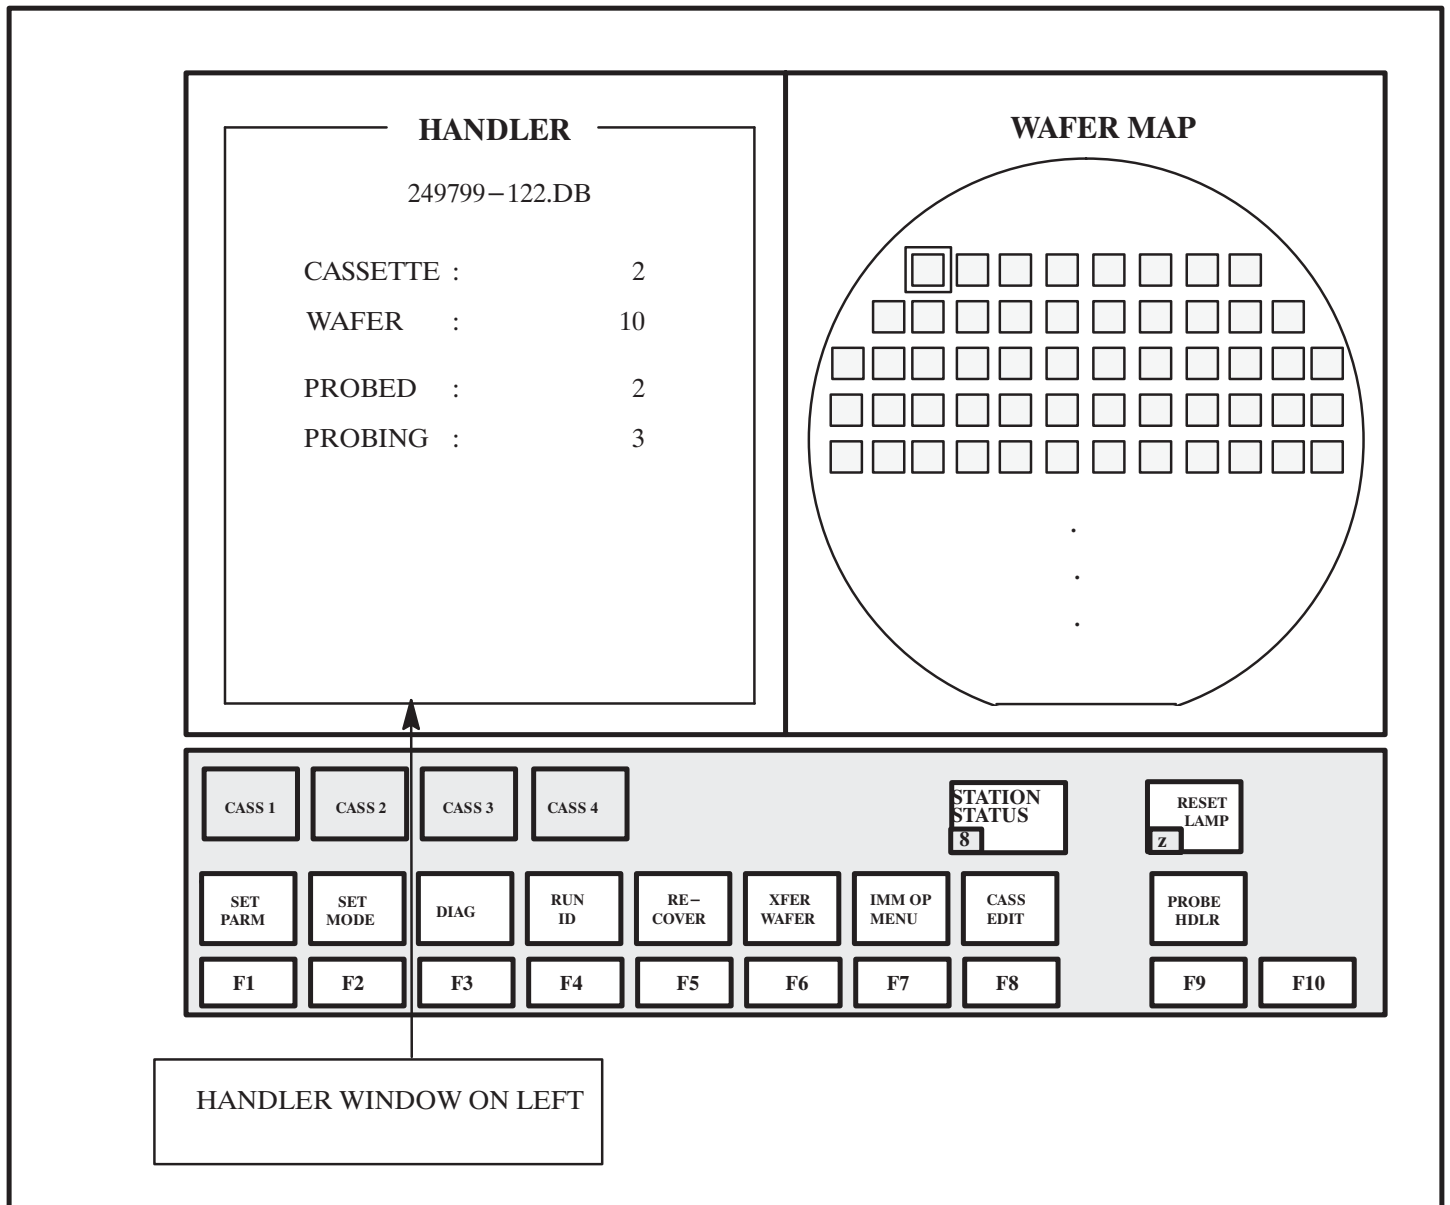 HANDLER
249799−122.DB
CASSETTE : 2
WAFER : 10
PROBED : 2
PROBING : 3
WAFER MAP
.
.
.
CASS 1
CASS 2
CASS 3
CASS 4
STATION
STATUS
8
RESET
LAMP
z
SET
PARM
SET
MODE
DIAG
RUN
ID
RE−
COVER
XFER
WAFER
IMM OP
MENU
CASS
EDIT
PROBE
HDLR
F1
F2
F3
F4
F5
F6
F7
F8
F9
F10
HANDLER WINDOW ON LEFT